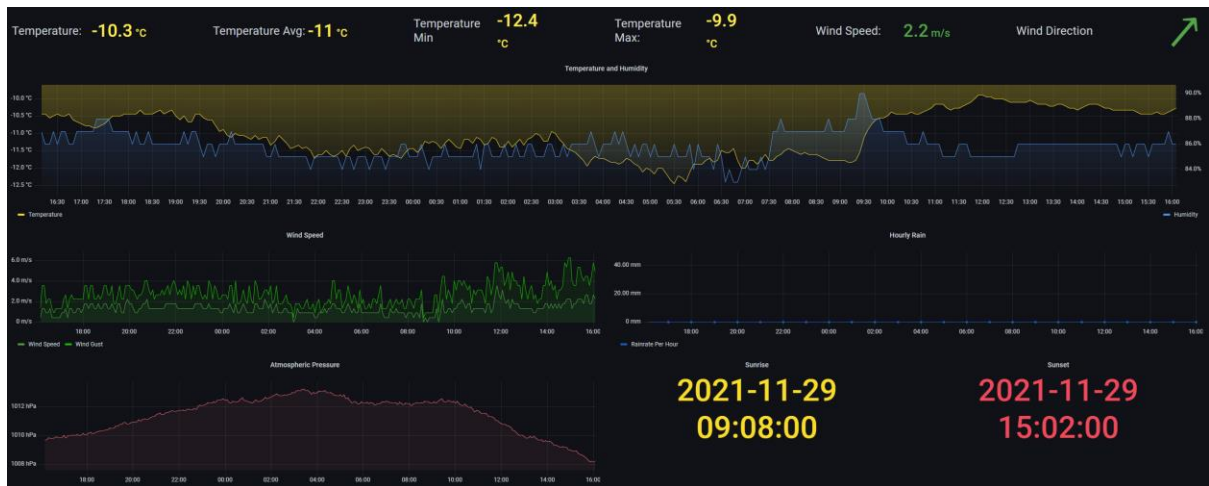 Temperature: -10.3 °C
Temperature Avg: -11 °C
Temperature Min
-12.4 °C
Temperature Max:
-9.9 °C
Wind Speed: 2.2 m/s
Wind Direction
Temperature and Humidity
-10.0 °C
-10.5 °C
-11.0 °C
-11.5 °C
-12.0 °C
-12.5 °C
90.0%
88.0%
86.0%
84.0%
16:30 17:00 17:30 18:00 18:30 19:00 19:30 20:00 20:30 21:00 21:30 22:00 22:30 23:00 23:30 00:00 00:30 01:00 01:30 02:00 02:30 03:00 03:30 04:00 04:30 05:00 05:30 06:00 06:30 07:00 07:30 08:00 08:30 09:00 09:30 10:00 10:30 11:00 11:30 12:00 12:30 13:00 13:30 14:00 14:30 15:00 15:30 16:00
Temperature
Humidity
Wind Speed
6.0 m/s
4.0 m/s
2.0 m/s
0 m/s
18:00 20:00 22:00 00:00 02:00 04:00 06:00 08:00 10:00 12:00 14:00 16:00
Wind Speed Wind Gust
Hourly Rain
40.00 mm
20.00 mm
0 mm
18:00 20:00 22:00 00:00 02:00 04:00 06:00 08:00 10:00 12:00 14:00 16:00
Rainrate Per Hour
Atmospheric Pressure
1012 hPa
1010 hPa
1008 hPa
18:00 20:00 22:00 00:00 02:00 04:00 06:00 08:00 10:00 12:00 14:00 16:00
Sunrise
2021-11-29
09:08:00
Sunset
2021-11-29
15:02:00